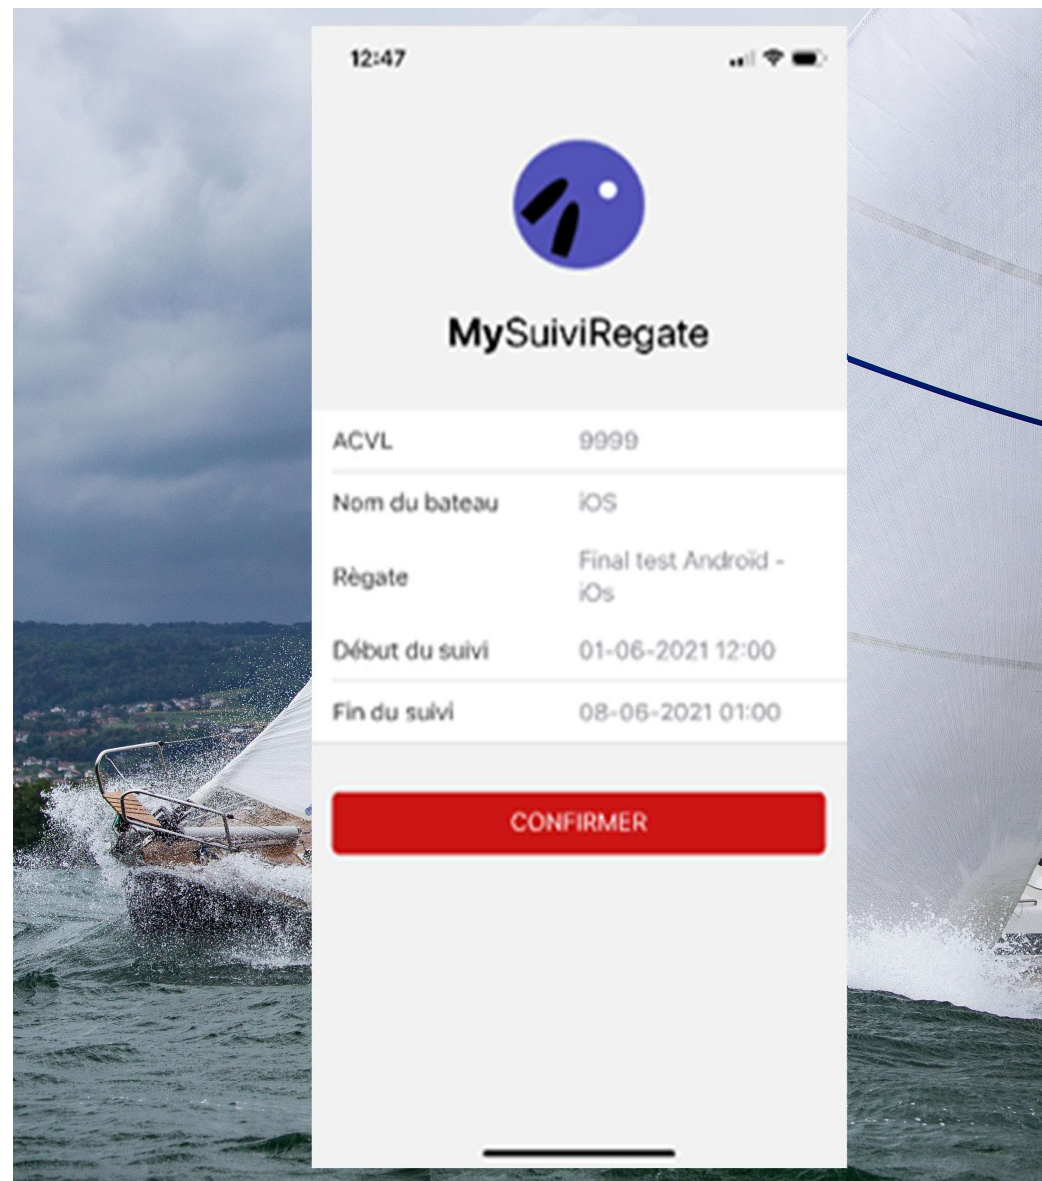 12:47
MySuiviRegate
ACVL 9999
Nom du bateau iOS
Règate Final test Androïd -
iOs
Début du suivi 01-06-2021 12:00
Fin du suivi 08-06-2021 01:00
CONFIRMER